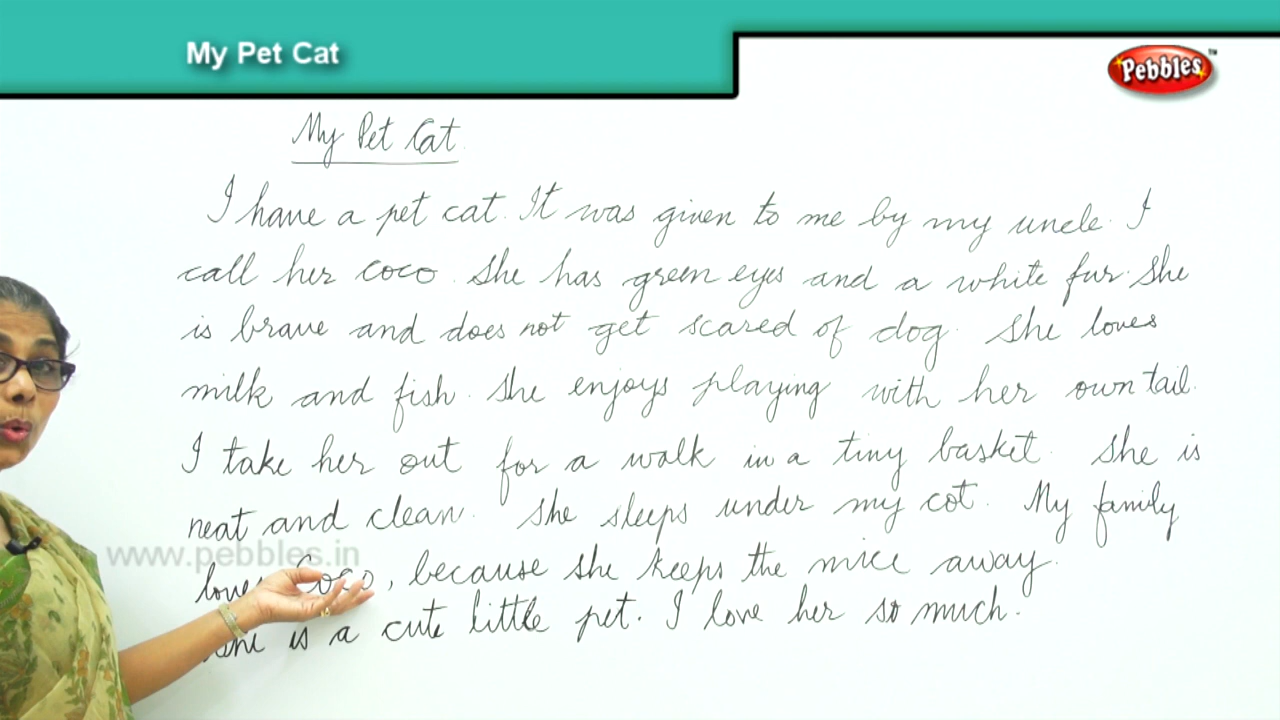 My Pet Cat
Pebbles™
My Pet Cat
I have a pet cat. It was given to me by my uncle. I
call her coco. She has green eyes and a white fur. She
is brave and does not get scared of dog. She loves
milk and fish. She enjoys playing with her own tail.
I take her out for a walk in a tiny basket. She is
neat and clean. She sleeps under my cot. My family
www.pebbles.in
loves Coco, because she keeps the mice away.
She is a cute little pet. I love her so much.